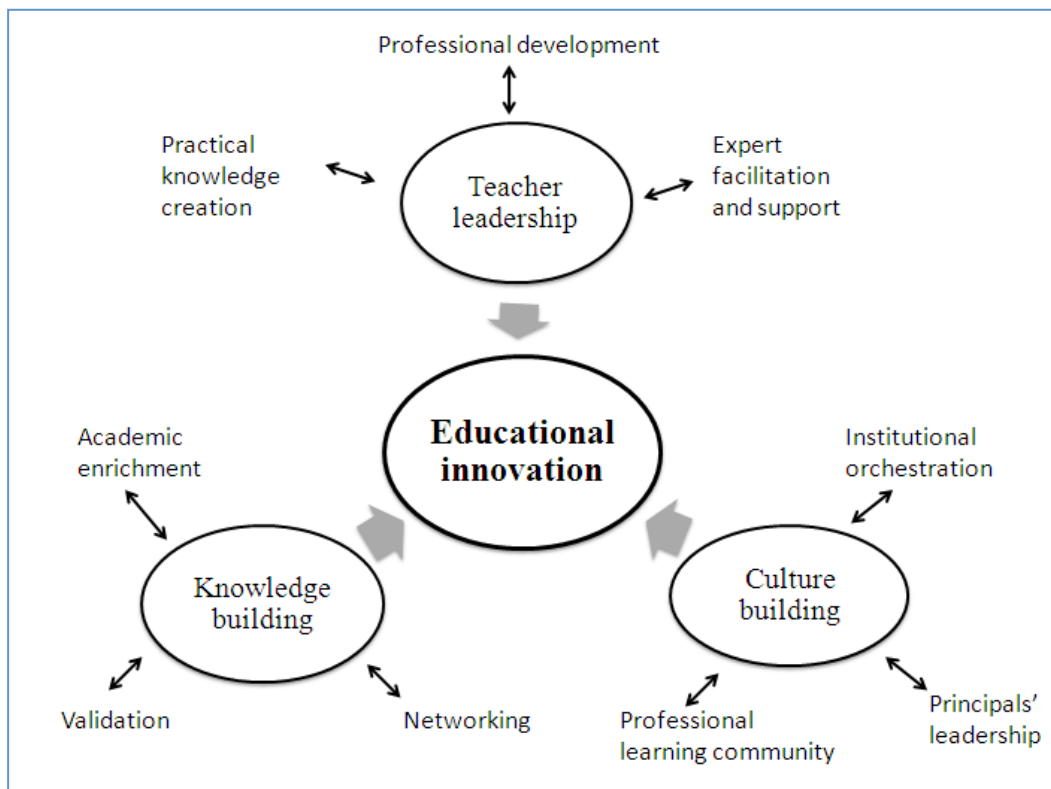 Professional development
Practical
knowledge
creation
Teacher
leadership
Expert
facilitation
and support
Educational
innovation
Academic
enrichment
Knowledge
building
Validation
Networking
Institutional
orchestration
Culture
building
Professional
learning community
Principals’
leadership